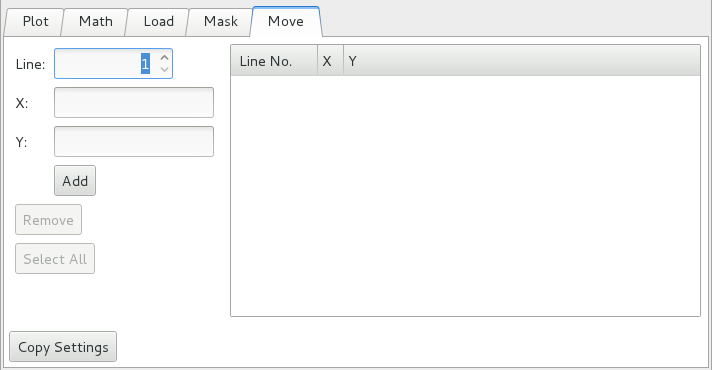 Plot Math Load Mask Move
Line: 1
Line No. X Y
X:
Y:
Add
Remove
Select All
Copy Settings